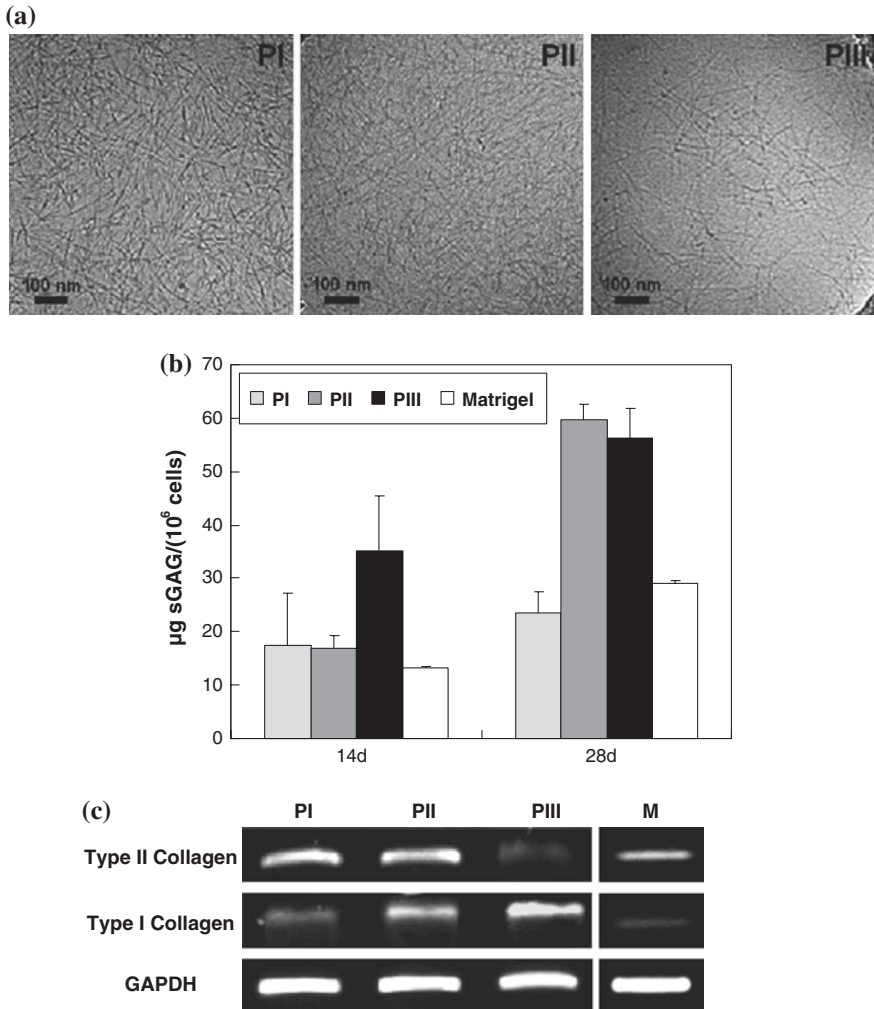 (a)
PI
PII
PIII
100 nm
100 nm
100 nm
(b)
70
60
50
40
30
20
10
0
µg sGAG/(10⁶ cells)
PI PII PIII Matrigel
14d 28d
(c)
PI PII PIII M
Type II Collagen
Type I Collagen
GAPDH